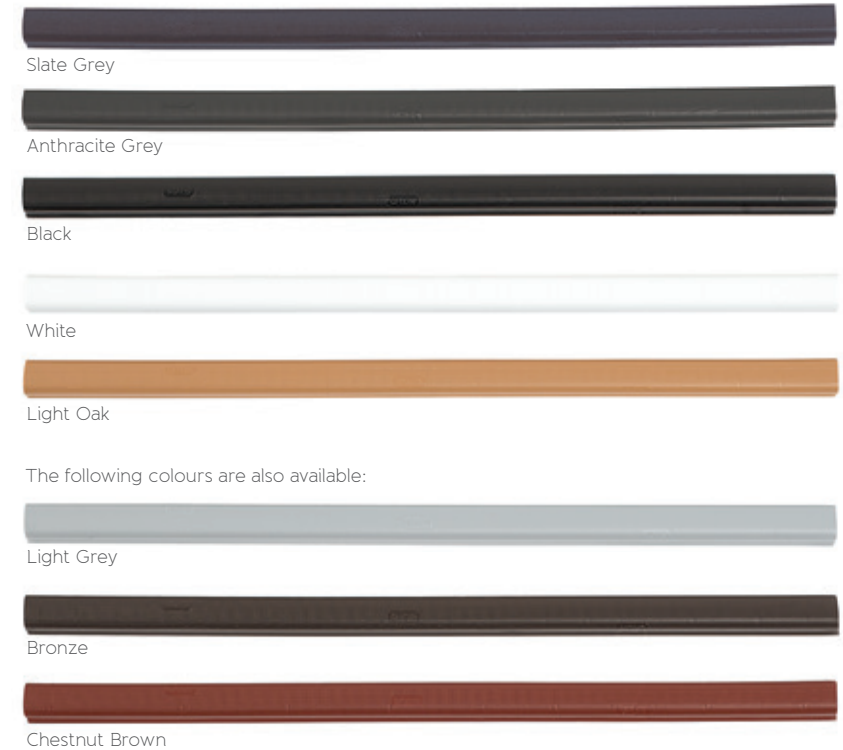 Slate Grey
Anthracite Grey
Black
White
Light Oak
The following colours are also available:
Light Grey
Bronze
Chestnut Brown